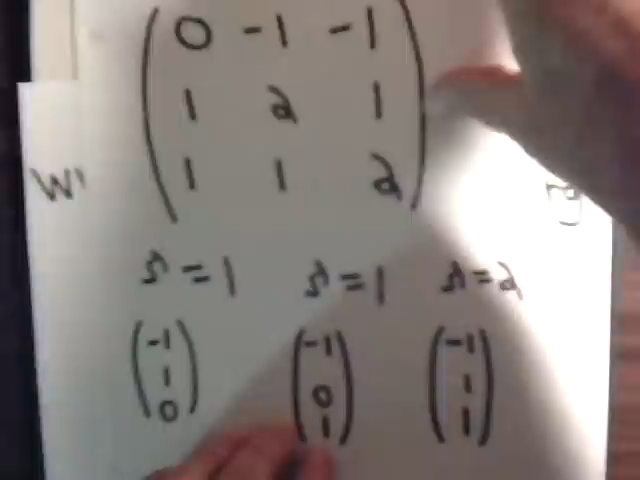 0 -1 -1
1 2 1
1 1 2
r=1 r=1 r=2
(-1 1 0) (-1 0 1) (-1 1 1)